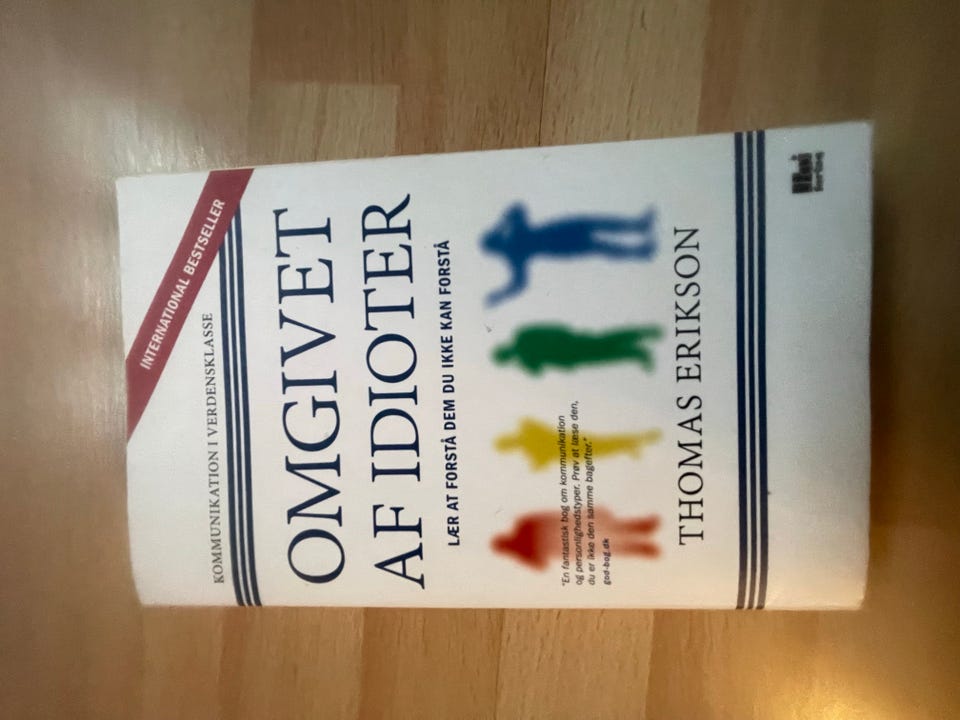 INTERNATIONAL BESTSELLER
KOMMUNIKATION I VERDENSKLASSE
OMGIVET
AF IDIOTER
LÆR AT FORSTÅ DEM DU IKKE KAN FORSTÅ
"En fantastisk bog om kommunikation
og personlighedstyper. Prøv at læse den,
du er ikke den samme bagefter."
god-bog.dk
THOMAS ERIKSON
forlag